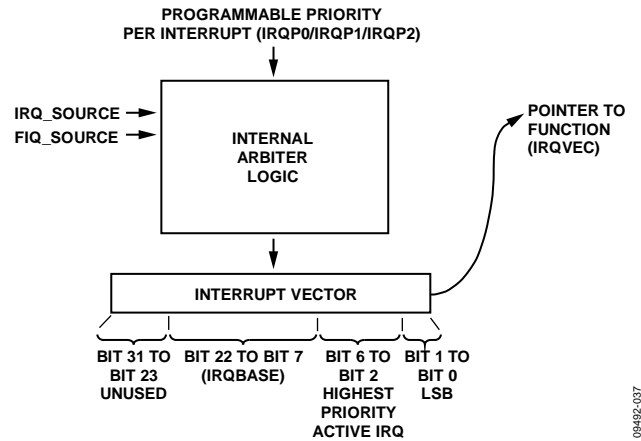 PROGRAMMABLE PRIORITY
PER INTERRUPT (IRQP0/IRQP1/IRQP2)
IRQ_SOURCE
FIQ_SOURCE
INTERNAL
ARBITER
LOGIC
POINTER TO
FUNCTION
(IRQVEC)
INTERRUPT VECTOR
BIT 31 TO
BIT 23
UNUSED
BIT 22 TO BIT 7
(IRQBASE)
BIT 6 TO
BIT 2
HIGHEST
PRIORITY
ACTIVE IRQ
BIT 1 TO
BIT 0
LSB
09492-037